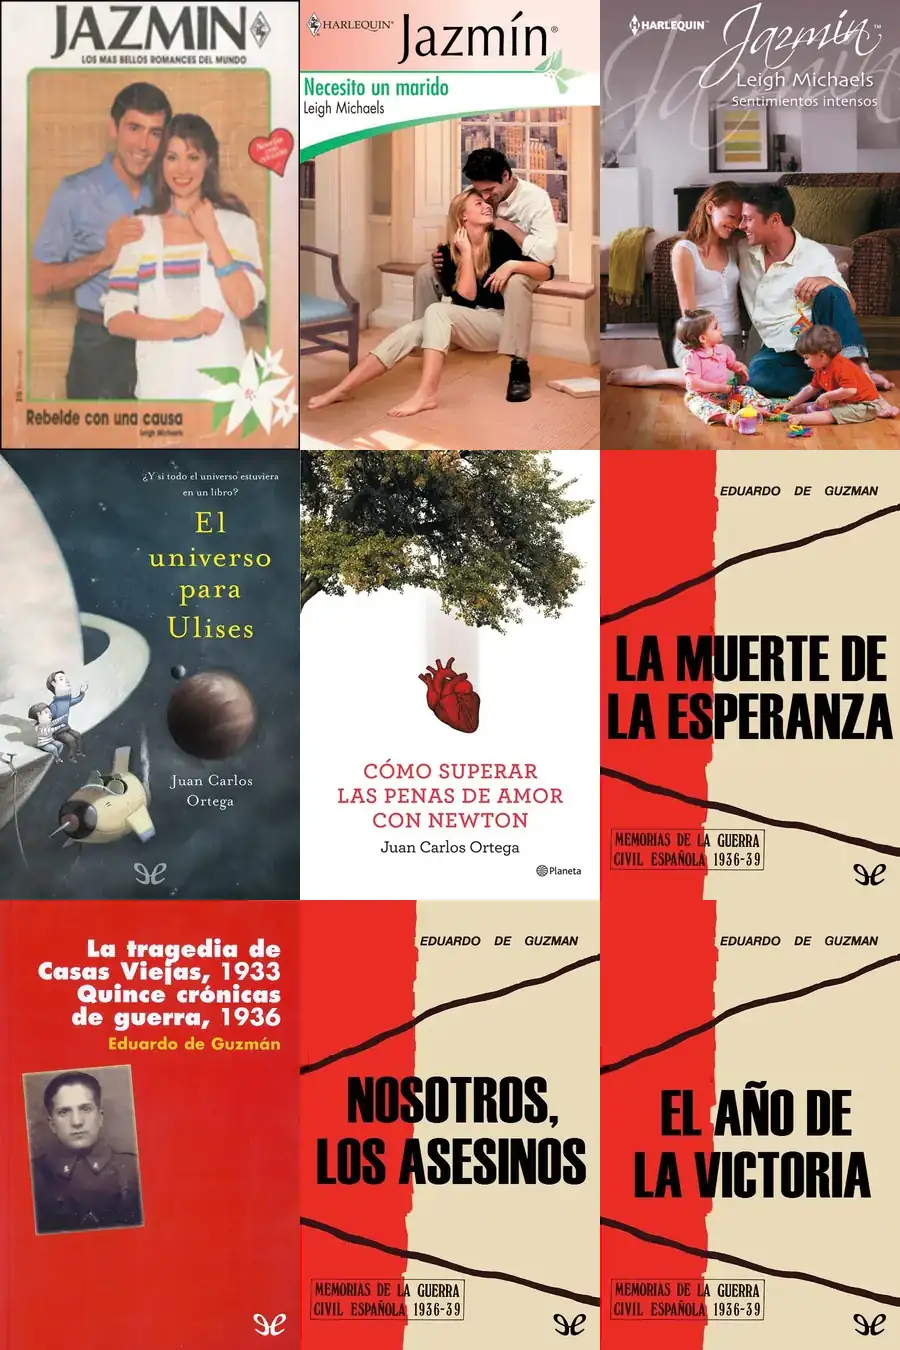 JAZMIN
LOS MAS BELLOS ROMANCES DEL MUNDO
Rebelde con una causa
Leigh Michaels
HARLEQUIN®
Jazmín®
Necesito un marido
Leigh Michaels
HARLEQUIN™
Jazmín™
Leigh Michaels
Sentimientos intensos
¿Y si todo el universo estuviera
en un libro?
El
universo
para
Ulises
Juan Carlos
Ortega
CÓMO SUPERAR
LAS PENAS DE AMOR
CON NEWTON
Juan Carlos Ortega
Planeta
EDUARDO DE GUZMAN
LA MUERTE DE
LA ESPERANZA
MEMORIAS DE LA GUERRA
CIVIL ESPAÑOLA 1936-39
La tragedia de
Casas Viejas, 1933
Quince crónicas
de guerra, 1936
Eduardo de Guzmán
EDUARDO DE GUZMAN
NOSOTROS,
LOS ASESINOS
MEMORIAS DE LA GUERRA
CIVIL ESPAÑOLA 1936-39
EDUARDO DE GUZMAN
EL AÑO DE
LA VICTORIA
MEMORIAS DE LA GUERRA
CIVIL ESPAÑOLA 1936-39